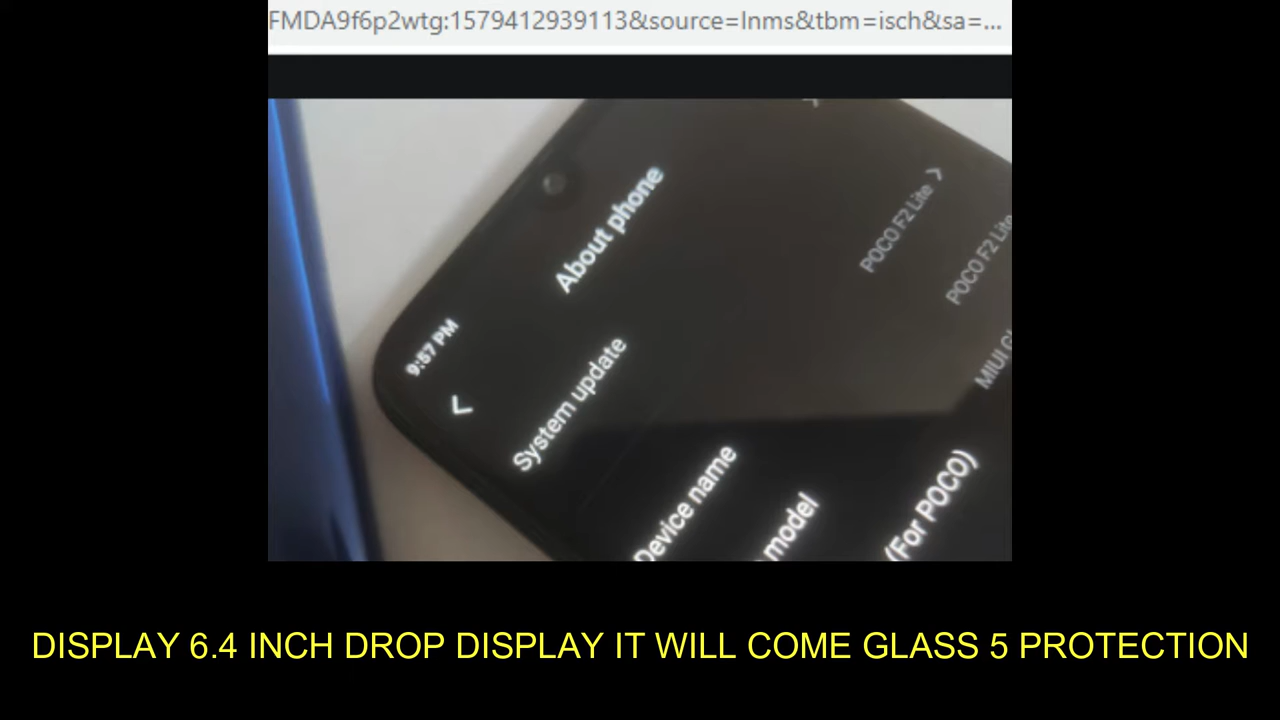 FMDA9f6p2wtg:1579412939113&source=lnms&tbm=isch&sa=...
9:57 PM
About phone
System update
Device name
POCO F2 Lite
model
POCO F2 Lite
(For POCO)
DISPLAY 6.4 INCH DROP DISPLAY IT WILL COME GLASS 5 PROTECTION